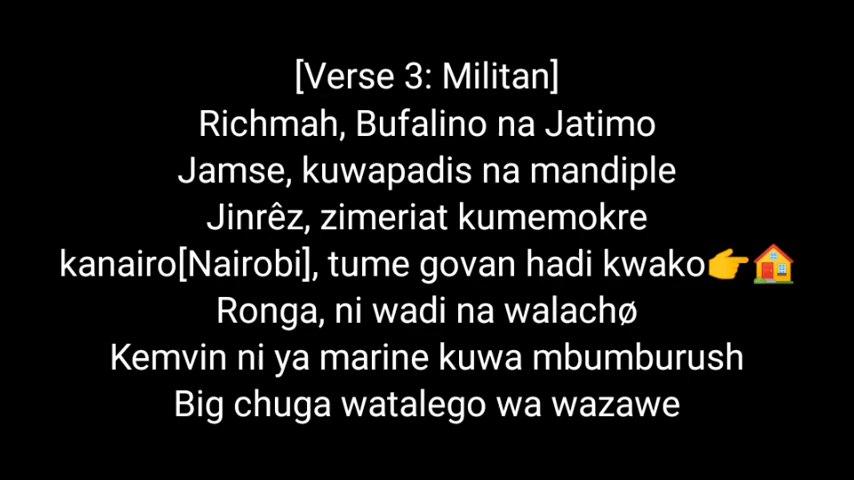 [Verse 3: Militan]
Richmah, Bufalino na Jatimo
Jamse, kuwapadis na mandiple
Jinrêz, zimeriat kumemokre
kanairo[Nairobi], tume govan hadi kwako👉🏠
Ronga, ni wadi na walachø
Kemvin ni ya marine kuwa mbumburush
Big chuga watalego wa wazawe